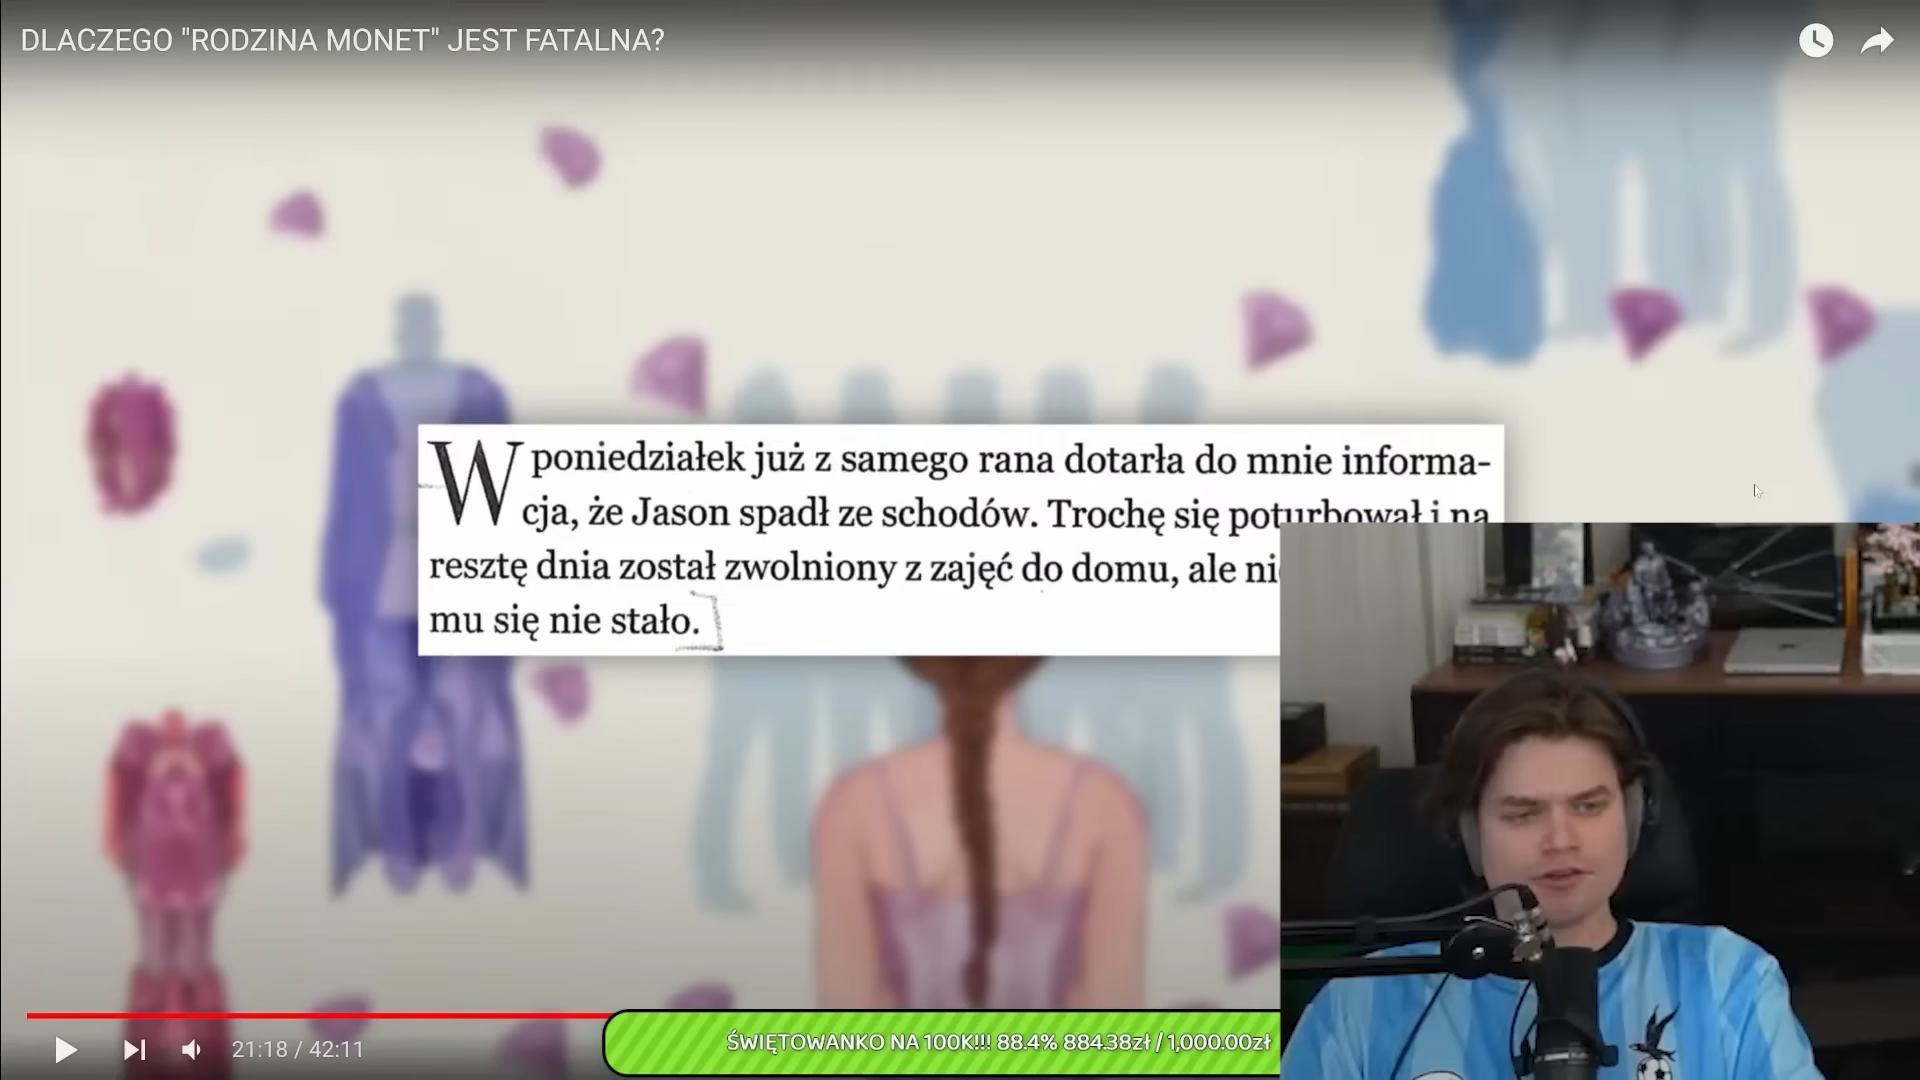 DLACZEGO "RODZINA MONET" JEST FATALNA?
W poniedziałek już z samego rana dotarła do mnie informa-
cja, że Jason spadł ze schodów. Trochę się poturbował i na
resztę dnia został zwolniony z zajęć do domu, ale
mu się nie stało.
ŚWIĘTOWANKO NA 100K!!! 88.4% 884.38zł / 1,000.00zł
21:18 / 42:11